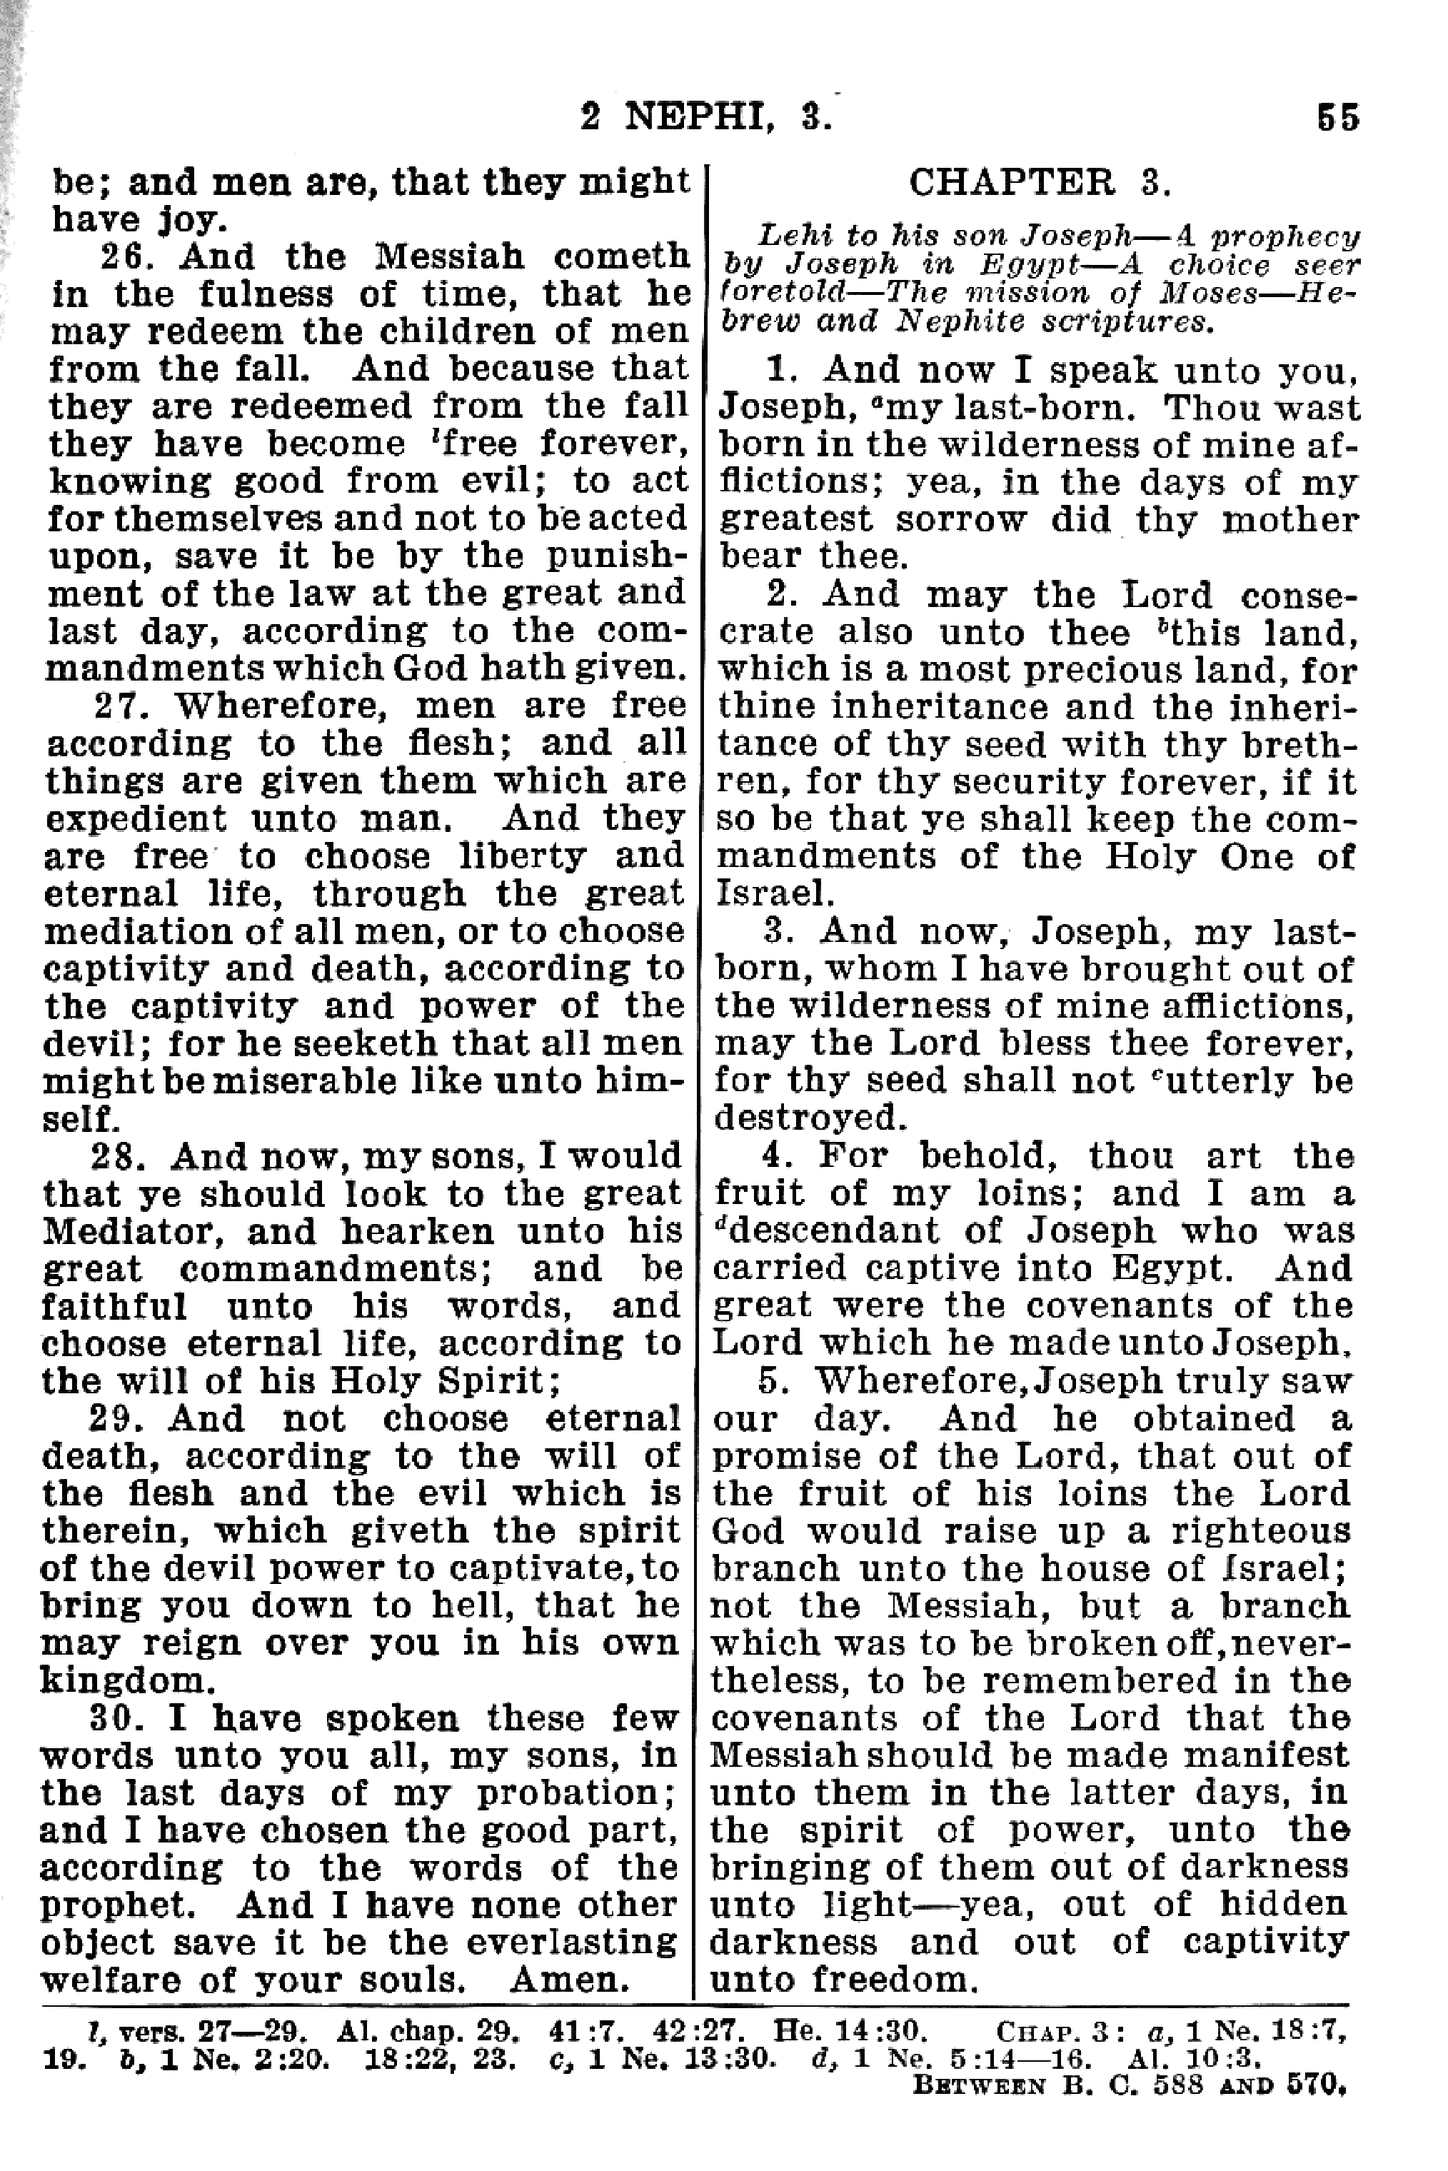 2 NEPHI, 3.
55
be; and men are, that they might
have joy.
26. And the Messiah cometh
in the fulness of time, that he
may redeem the children of men
from the fall. And because that
they are redeemed from the fall
they have become lfree forever,
knowing good from evil; to act
for themselves and not to be acted
upon, save it be by the punish-
ment of the law at the great and
last day, according to the com-
mandments which God hath given.
27. Wherefore, men are free
according to the flesh; and all
things are given them which are
expedient unto man. And they
are free to choose liberty and
eternal life, through the great
mediation of all men, or to choose
captivity and death, according to
the captivity and power of the
devil; for he seeketh that all men
might be miserable like unto him-
self.
28. And now, my sons, I would
that ye should look to the great
Mediator, and hearken unto his
great commandments; and be
faithful unto his words, and
choose eternal life, according to
the will of his Holy Spirit;
29. And not choose eternal
death, according to the will of
the flesh and the evil which is
therein, which giveth the spirit
of the devil power to captivate, to
bring you down to hell, that he
may reign over you in his own
kingdom.
30. I have spoken these few
words unto you all, my sons, in
the last days of my probation;
and I have chosen the good part,
according to the words of the
prophet. And I have none other
object save it be the everlasting
welfare of your souls. Amen.
CHAPTER 3.
Lehi to his son Joseph—A prophecy
by Joseph in Egypt—A choice seer
foretold—The mission of Moses—He-
brew and Nephite scriptures.
1. And now I speak unto you,
Joseph, amy last-born. Thou wast
born in the wilderness of mine af-
flictions; yea, in the days of my
greatest sorrow did thy mother
bear thee.
2. And may the Lord conse-
crate also unto thee bthis land,
which is a most precious land, for
thine inheritance and the inheri-
tance of thy seed with thy breth-
ren, for thy security forever, if it
so be that ye shall keep the com-
mandments of the Holy One of
Israel.
3. And now, Joseph, my last-
born, whom I have brought out of
the wilderness of mine afflictions,
may the Lord bless thee forever,
for thy seed shall not cutterly be
destroyed.
4. For behold, thou art the
fruit of my loins; and I am a
ddescendant of Joseph who was
carried captive into Egypt. And
great were the covenants of the
Lord which he made unto Joseph.
5. Wherefore, Joseph truly saw
our day. And he obtained a
promise of the Lord, that out of
the fruit of his loins the Lord
God would raise up a righteous
branch unto the house of Israel;
not the Messiah, but a branch
which was to be broken off, never-
theless, to be remembered in the
covenants of the Lord that the
Messiah should be made manifest
unto them in the latter days, in
the spirit of power, unto the
bringing of them out of darkness
unto light—yea, out of hidden
darkness and out of captivity
unto freedom.
l, vers. 27—29. Al. chap. 29. 41:7. 42:27. He. 14:30. CHAP. 3: a, 1 Ne. 18:7,
19. b, 1 Ne. 2:20. 18:22, 23. c, 1 Ne. 13:30. d, 1 Ne. 5:14—16. Al. 10:3.
BETWEEN B. C. 588 AND 570.